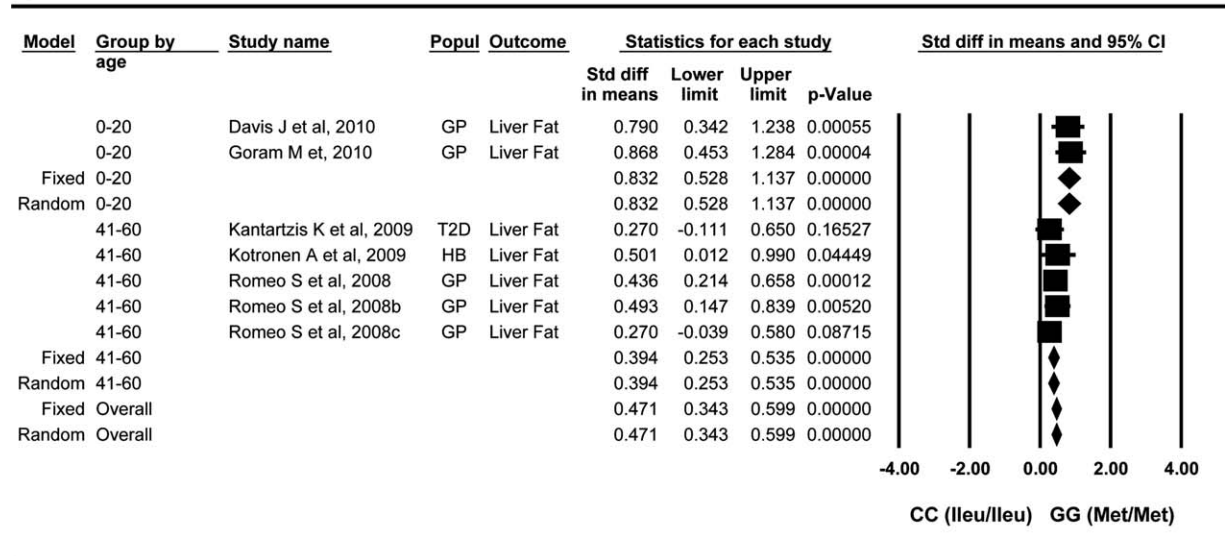 Model Group by age Study name Popul Outcome Statistics for each study Std diff in means and 95% CI
Std diff in means Lower limit Upper limit p-Value
0-20 Davis J et al, 2010 GP Liver Fat 0.790 0.342 1.238 0.00055
0-20 Goram M et, 2010 GP Liver Fat 0.868 0.453 1.284 0.00004
Fixed 0-20 0.832 0.528 1.137 0.00000
Random 0-20 0.832 0.528 1.137 0.00000
41-60 Kantartzis K et al, 2009 T2D Liver Fat 0.270 -0.111 0.650 0.16527
41-60 Kotronen A et al, 2009 HB Liver Fat 0.501 0.012 0.990 0.04449
41-60 Romeo S et al, 2008 GP Liver Fat 0.436 0.214 0.658 0.00012
41-60 Romeo S et al, 2008b GP Liver Fat 0.493 0.147 0.839 0.00520
41-60 Romeo S et al, 2008c GP Liver Fat 0.270 -0.039 0.580 0.08715
Fixed 41-60 0.394 0.253 0.535 0.00000
Random 41-60 0.394 0.253 0.535 0.00000
Fixed Overall 0.471 0.343 0.599 0.00000
Random Overall 0.471 0.343 0.599 0.00000
-4.00 -2.00 0.00 2.00 4.00
CC (Ileu/Ileu) GG (Met/Met)